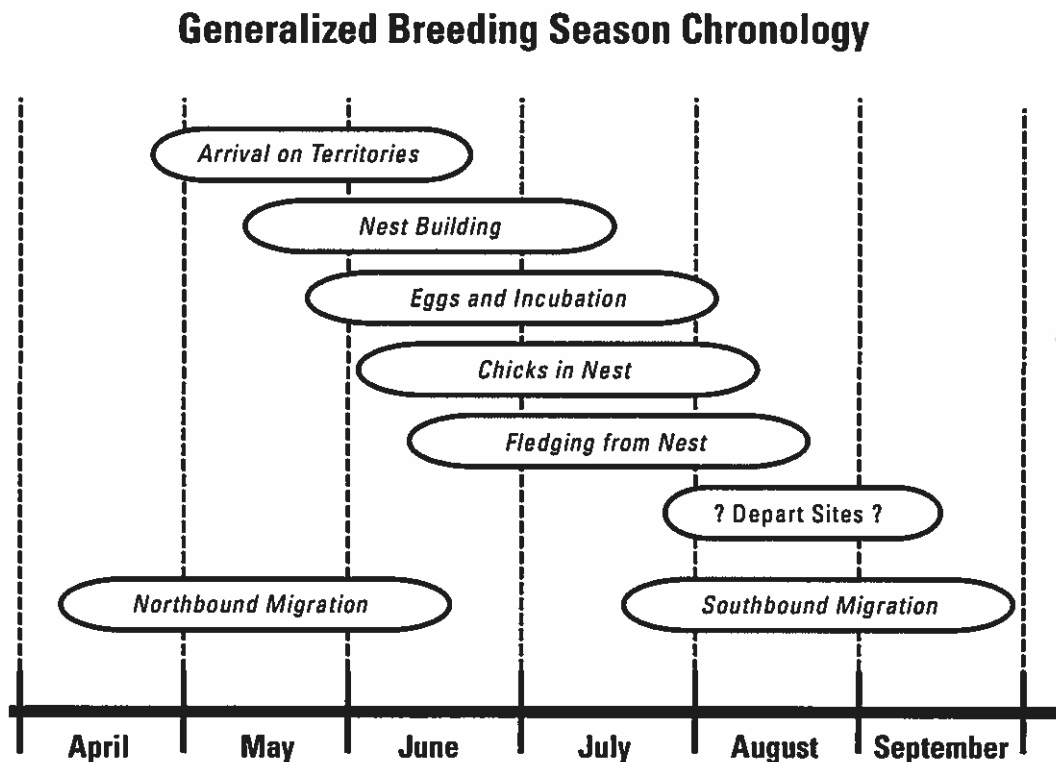 Generalized Breeding Season Chronology
Arrival on Territories
Nest Building
Eggs and Incubation
Chicks in Nest
Fledging from Nest
? Depart Sites ?
Northbound Migration
Southbound Migration
April
May
June
July
August
September